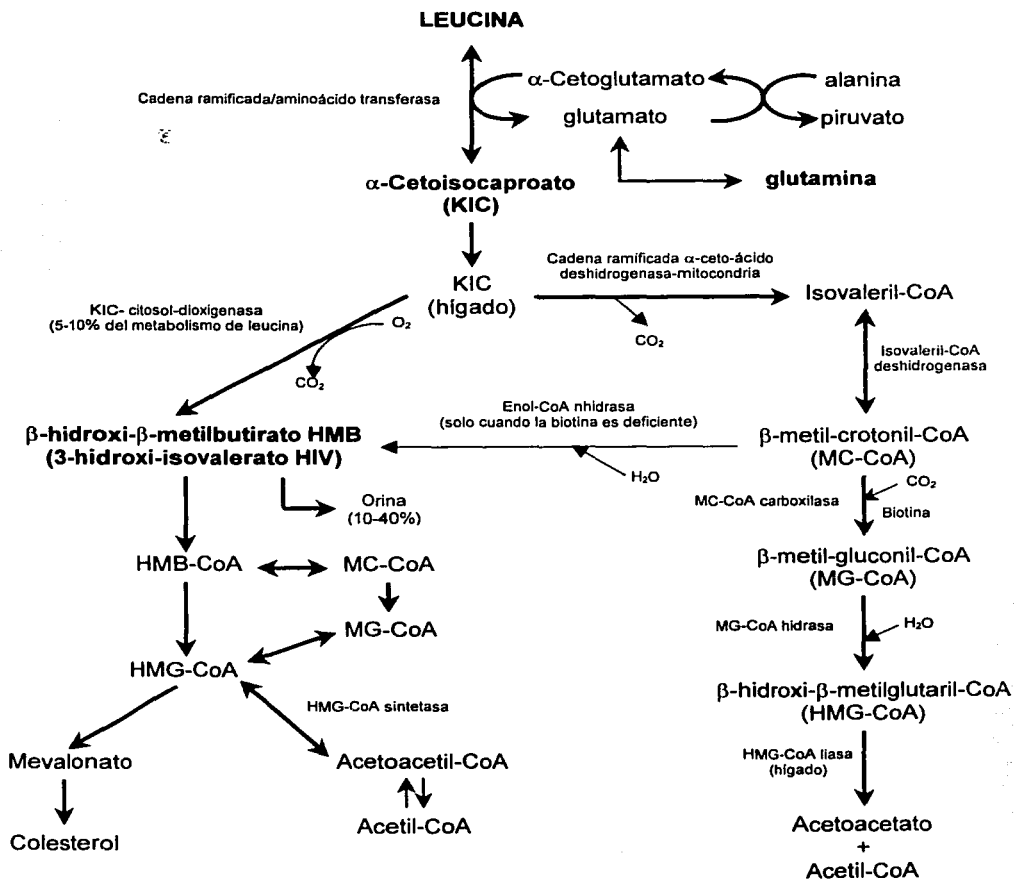 LEUCINA
Cadena ramificada/aminoácido transferasa
α-Cetoglutamato
alanina
glutamato
piruvato
glutamina
α-Cetoisocaproato
(KIC)
KIC
(hígado)
Cadena ramificada α-ceto-ácido
deshidrogenasa-mitocondria
Isovaleril-CoA
CO₂
KIC- citosol-dioxigenasa
(5-10% del metabolismo de leucina)
O₂
CO₂
Isovaleril-CoA
deshidrogenasa
Enol-CoA nhidrasa
(solo cuando la biotina es deficiente)
H₂O
β-hidroxi-β-metilbutirato HMB
(3-hidroxi-isovalerato HIV)
β-metil-crotonil-CoA
(MC-CoA)
Orina
(10-40%)
MC-CoA carboxilasa
CO₂
Biotina
HMB-CoA
MC-CoA
β-metil-gluconil-CoA
(MG-CoA)
MG-CoA
MG-CoA hidrasa
H₂O
HMG-CoA
β-hidroxi-β-metilglutaril-CoA
(HMG-CoA)
HMG-CoA sintetasa
Mevalonato
Acetoacetil-CoA
HMG-CoA liasa
(hígado)
Colesterol
Acetil-CoA
Acetoacetato
+
Acetil-CoA